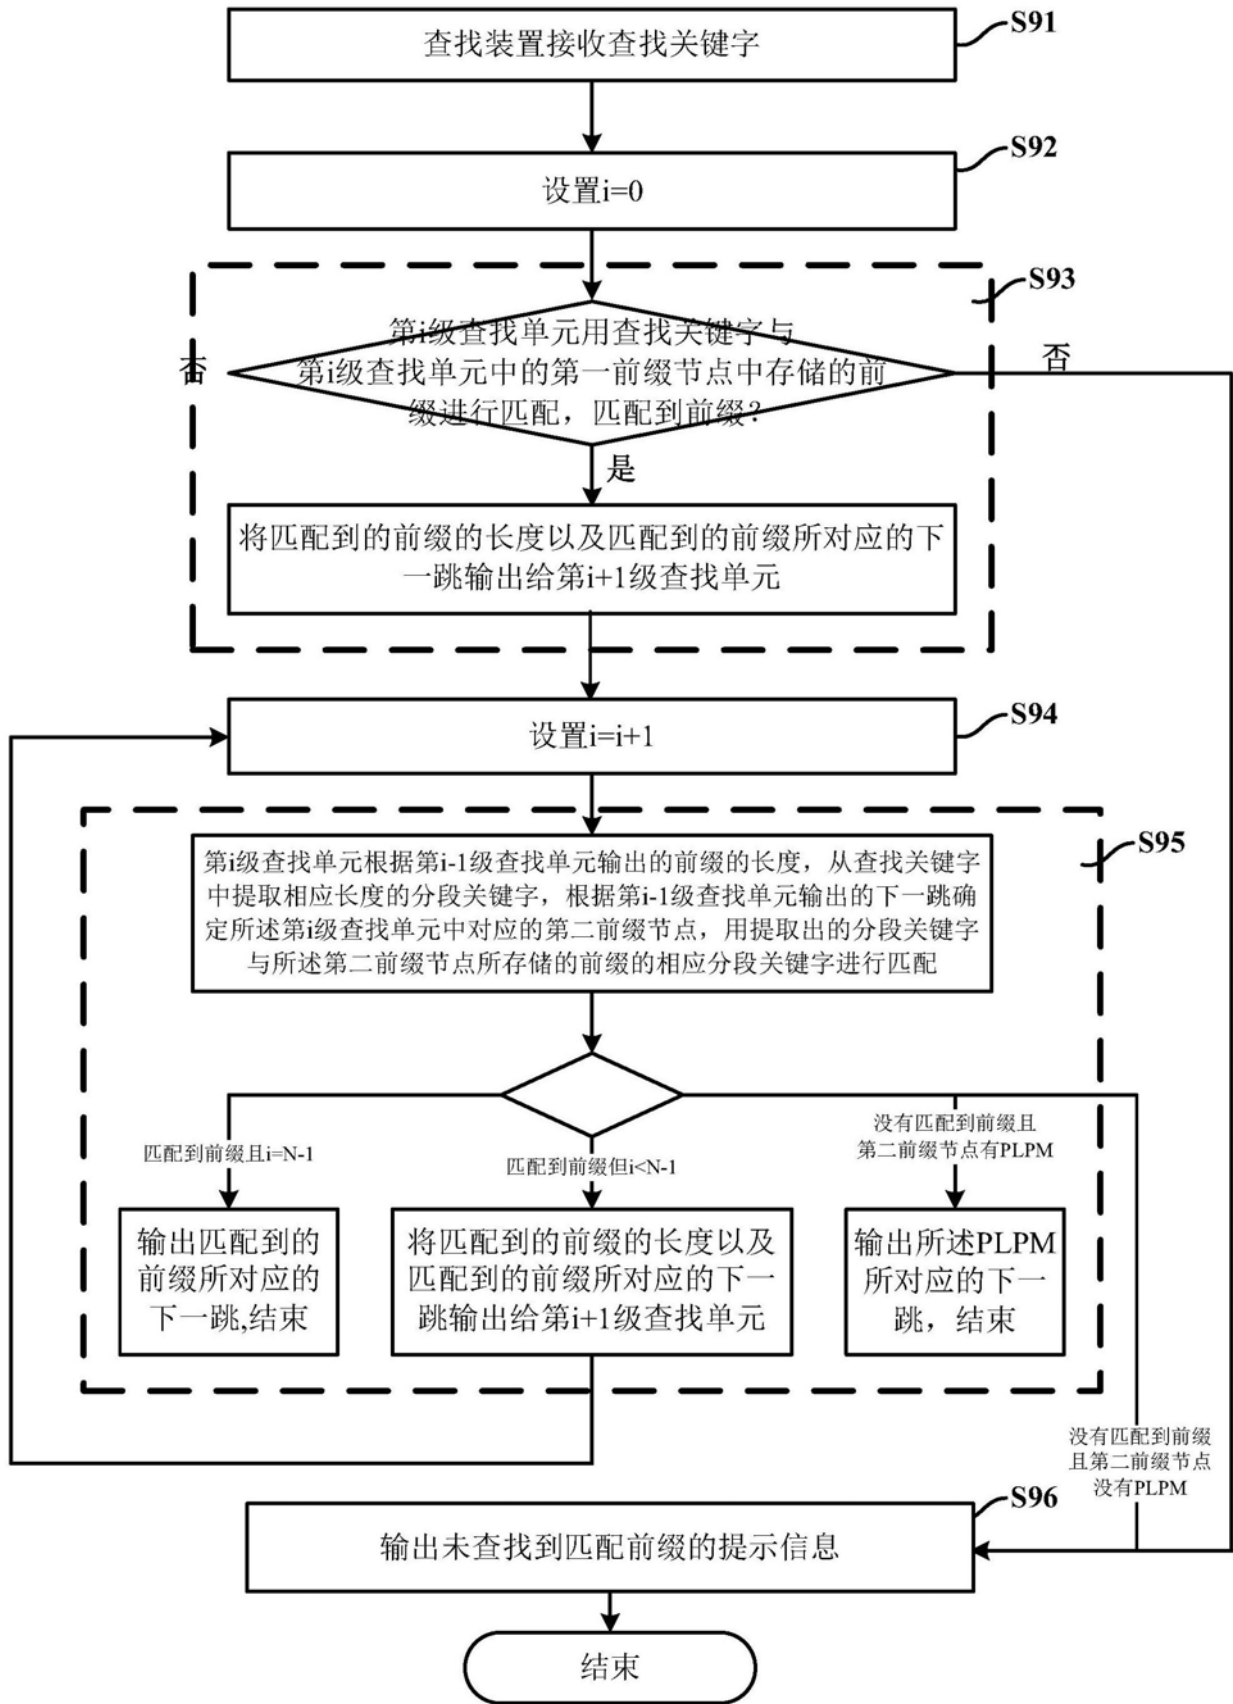 查找装置接收查找关键字
S91
设置i=0
S92
S93
第i级查找单元用查找关键字与
第i级查找单元中的第一前缀节点中存储的前
缀进行匹配，匹配到前缀？
否
否
是
将匹配到的前缀的长度以及匹配到的前缀所对应的下
一跳输出给第i+1级查找单元
设置i=i+1
S94
S95
第i级查找单元根据第i-1级查找单元输出的前缀的长度，从查找关键字
中提取相应长度的分段关键字，根据第i-1级查找单元输出的下一跳确
定所述第i级查找单元中对应的第二前缀节点，用提取出的分段关键字
与所述第二前缀节点所存储的前缀的相应分段关键字进行匹配
匹配到前缀且i=N-1
匹配到前缀但i<N-1
没有匹配到前缀且
第二前缀节点有PLPM
输出匹配到的
前缀所对应的
下一跳,结束
将匹配到的前缀的长度以及
匹配到的前缀所对应的下一
跳输出给第i+1级查找单元
输出所述PLPM
所对应的下一
跳，结束
没有匹配到前缀
且第二前缀节点
没有PLPM
S96
输出未查找到匹配前缀的提示信息
结束